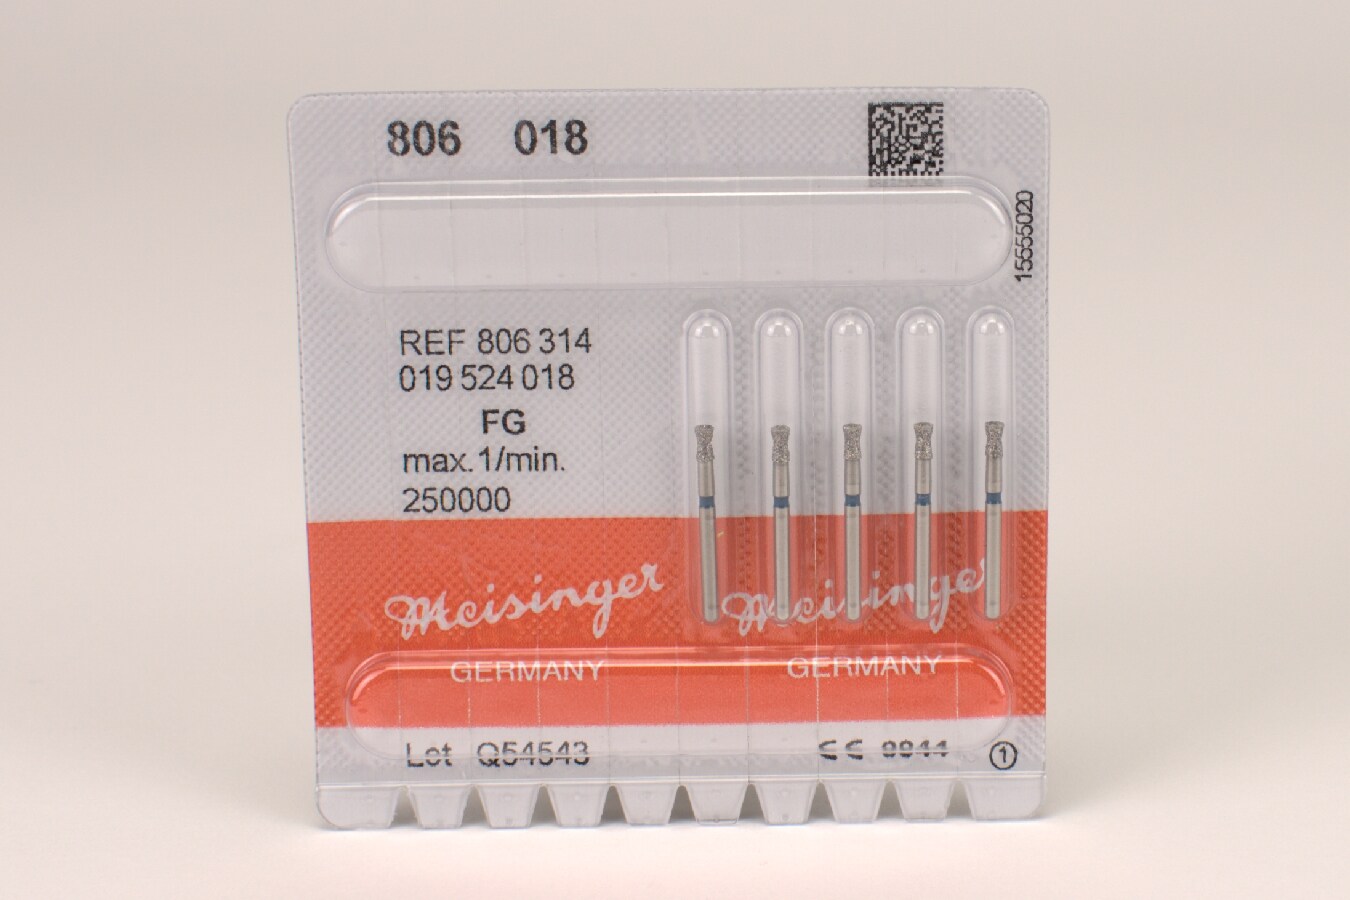 806 018
15555020
REF 806 314
019 524 018
FG
max. 1/min.
250000
Meisinger Meisinger
GERMANY GERMANY
Lot Q54543
CE
1